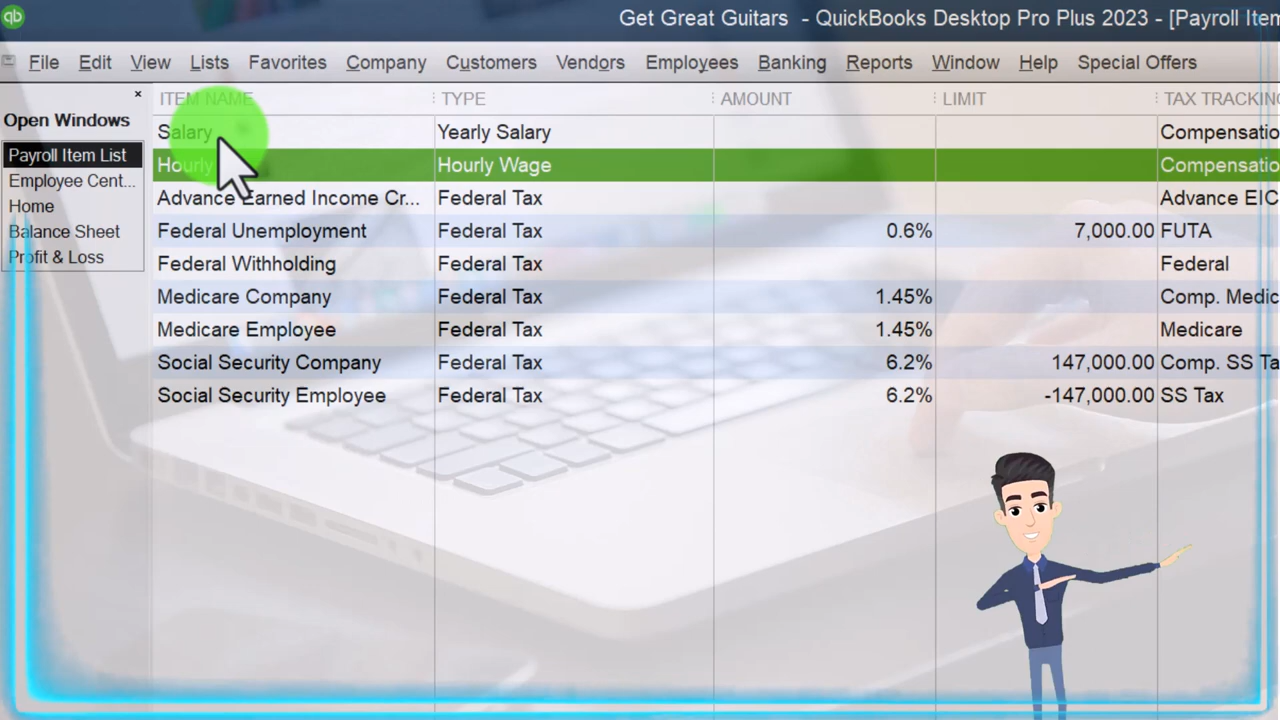 qb
Get Great Guitars - QuickBooks Desktop Pro Plus 2023 - [Payroll Item
File Edit View Lists Favorites Company Customers Vendors Employees Banking Reports Window Help Special Offers
Open Windows
Payroll Item List
Employee Cent...
Home
Balance Sheet
Profit & Loss
ITEM NAME TYPE AMOUNT LIMIT TAX TRACKING
Salary Yearly Salary Compensatio
Hourly Hourly Wage Compensatio
Advance Earned Income Cr... Federal Tax Advance EIC
Federal Unemployment Federal Tax 0.6% 7,000.00 FUTA
Federal Withholding Federal Tax Federal
Medicare Company Federal Tax 1.45% Comp. Medic
Medicare Employee Federal Tax 1.45% Medicare
Social Security Company Federal Tax 6.2% 147,000.00 Comp. SS Ta
Social Security Employee Federal Tax 6.2% -147,000.00 SS Tax